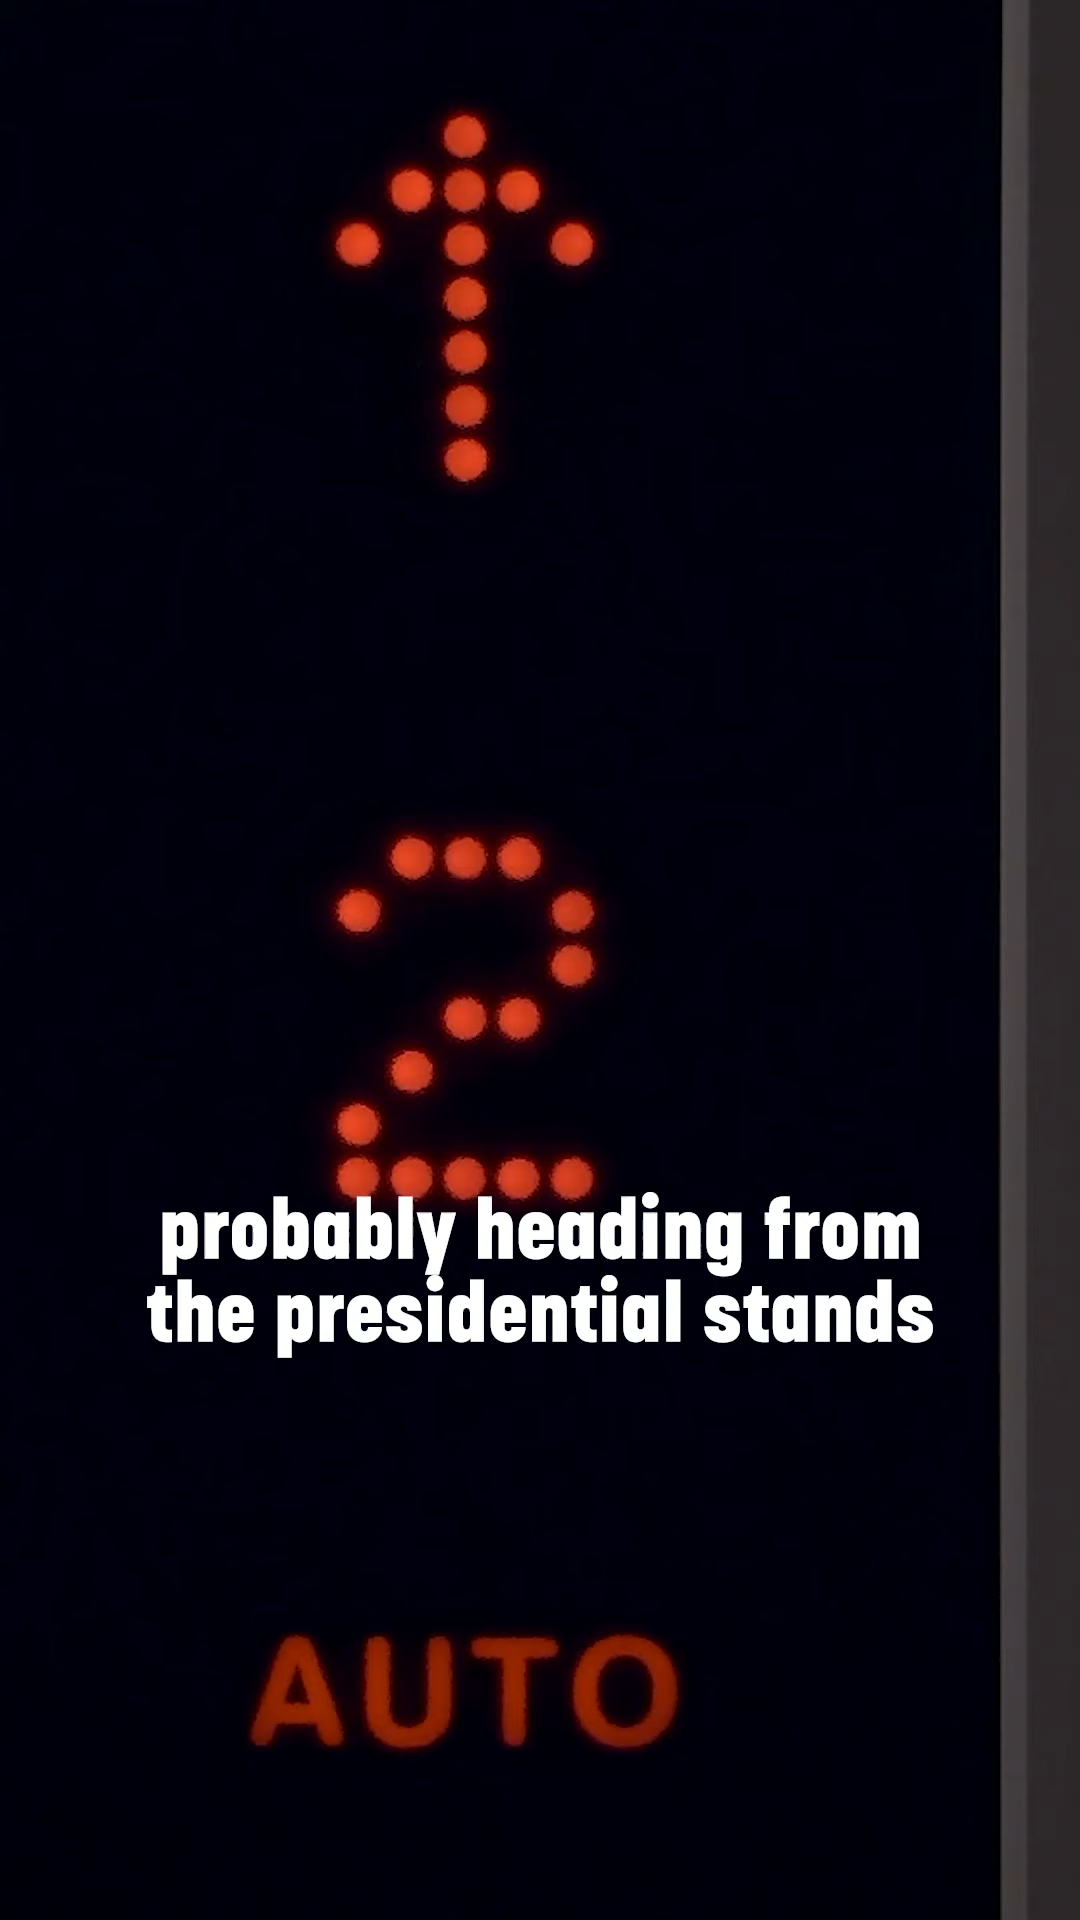 ↑
2
probably heading from
the presidential stands
AUTO